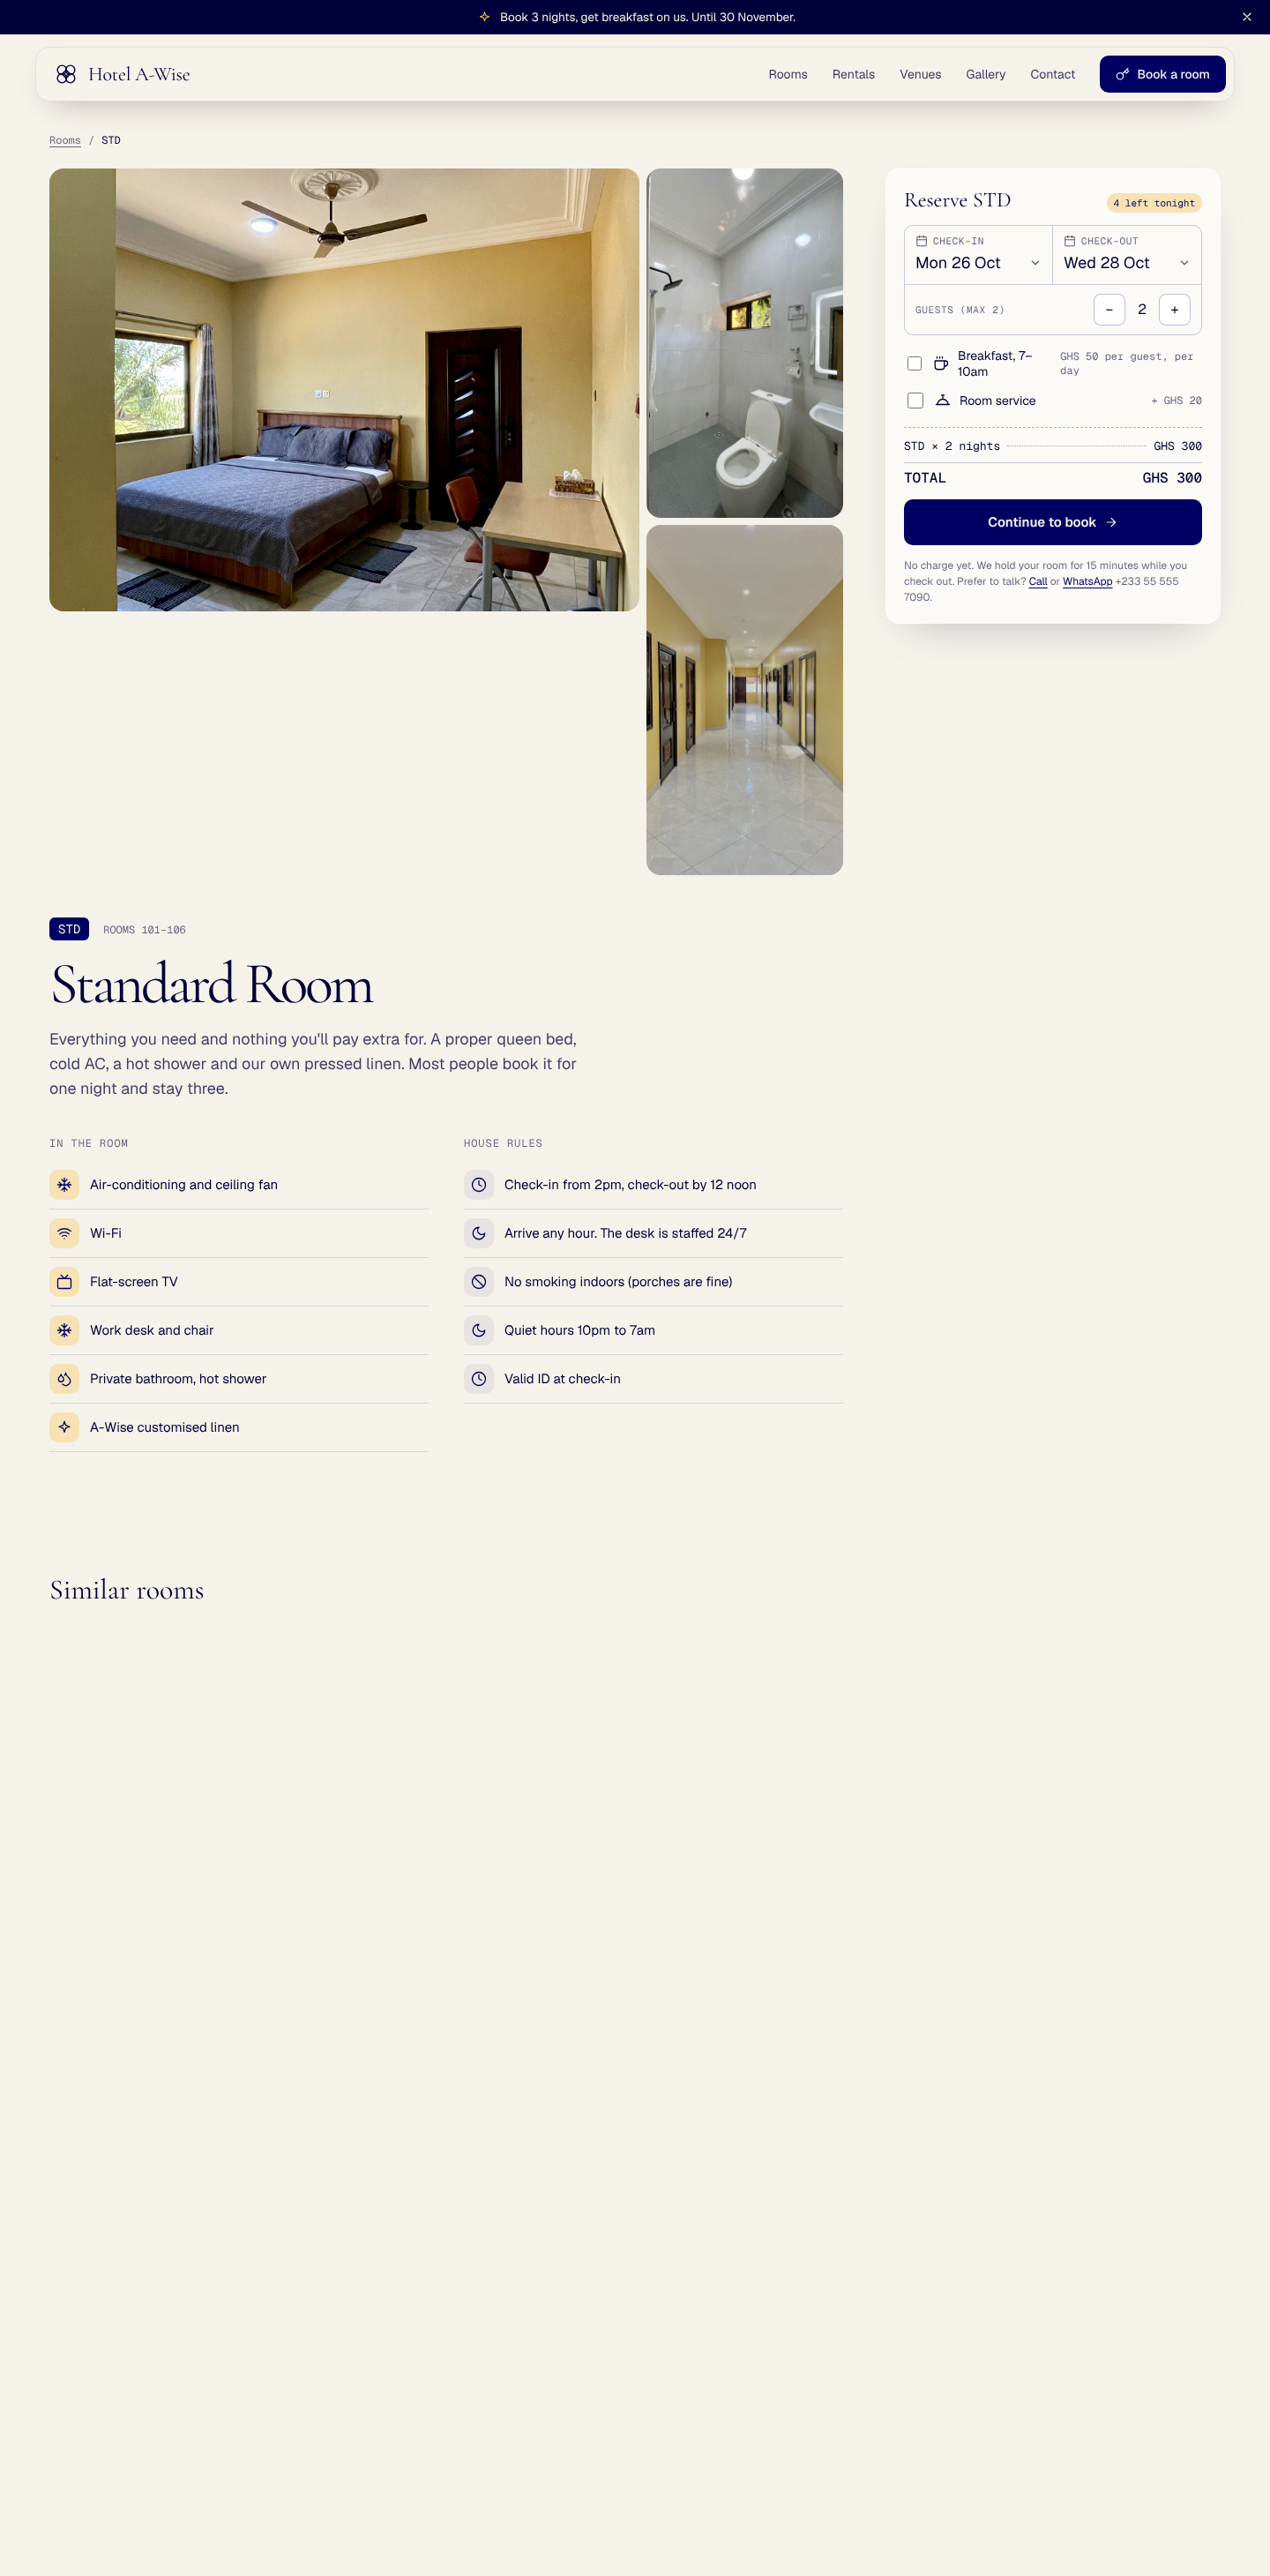 Book 3 nights, get breakfast on us. Until 30 November.
Hotel A-Wise
Rooms
Rentals
Venues
Gallery
Contact
Book a room
Rooms / STD
Reserve STD
4 left tonight
CHECK-IN
Mon 26 Oct
CHECK-OUT
Wed 28 Oct
GUESTS (MAX 2)
− 2 +
Breakfast, 7–
10am
GHS 50 per guest, per
day
Room service
+ GHS 20
STD × 2 nights
GHS 300
TOTAL
GHS 300
Continue to book →
No charge yet. We hold your room for 15 minutes while you
check out. Prefer to talk? Call or WhatsApp +233 55 555
7090.
STD
ROOMS 101–106
Standard Room
Everything you need and nothing you'll pay extra for. A proper queen bed,
cold AC, a hot shower and our own pressed linen. Most people book it for
one night and stay three.
IN THE ROOM
Air-conditioning and ceiling fan
Wi-Fi
Flat-screen TV
Work desk and chair
Private bathroom, hot shower
A-Wise customised linen
HOUSE RULES
Check-in from 2pm, check-out by 12 noon
Arrive any hour. The desk is staffed 24/7
No smoking indoors (porches are fine)
Quiet hours 10pm to 7am
Valid ID at check-in
Similar rooms